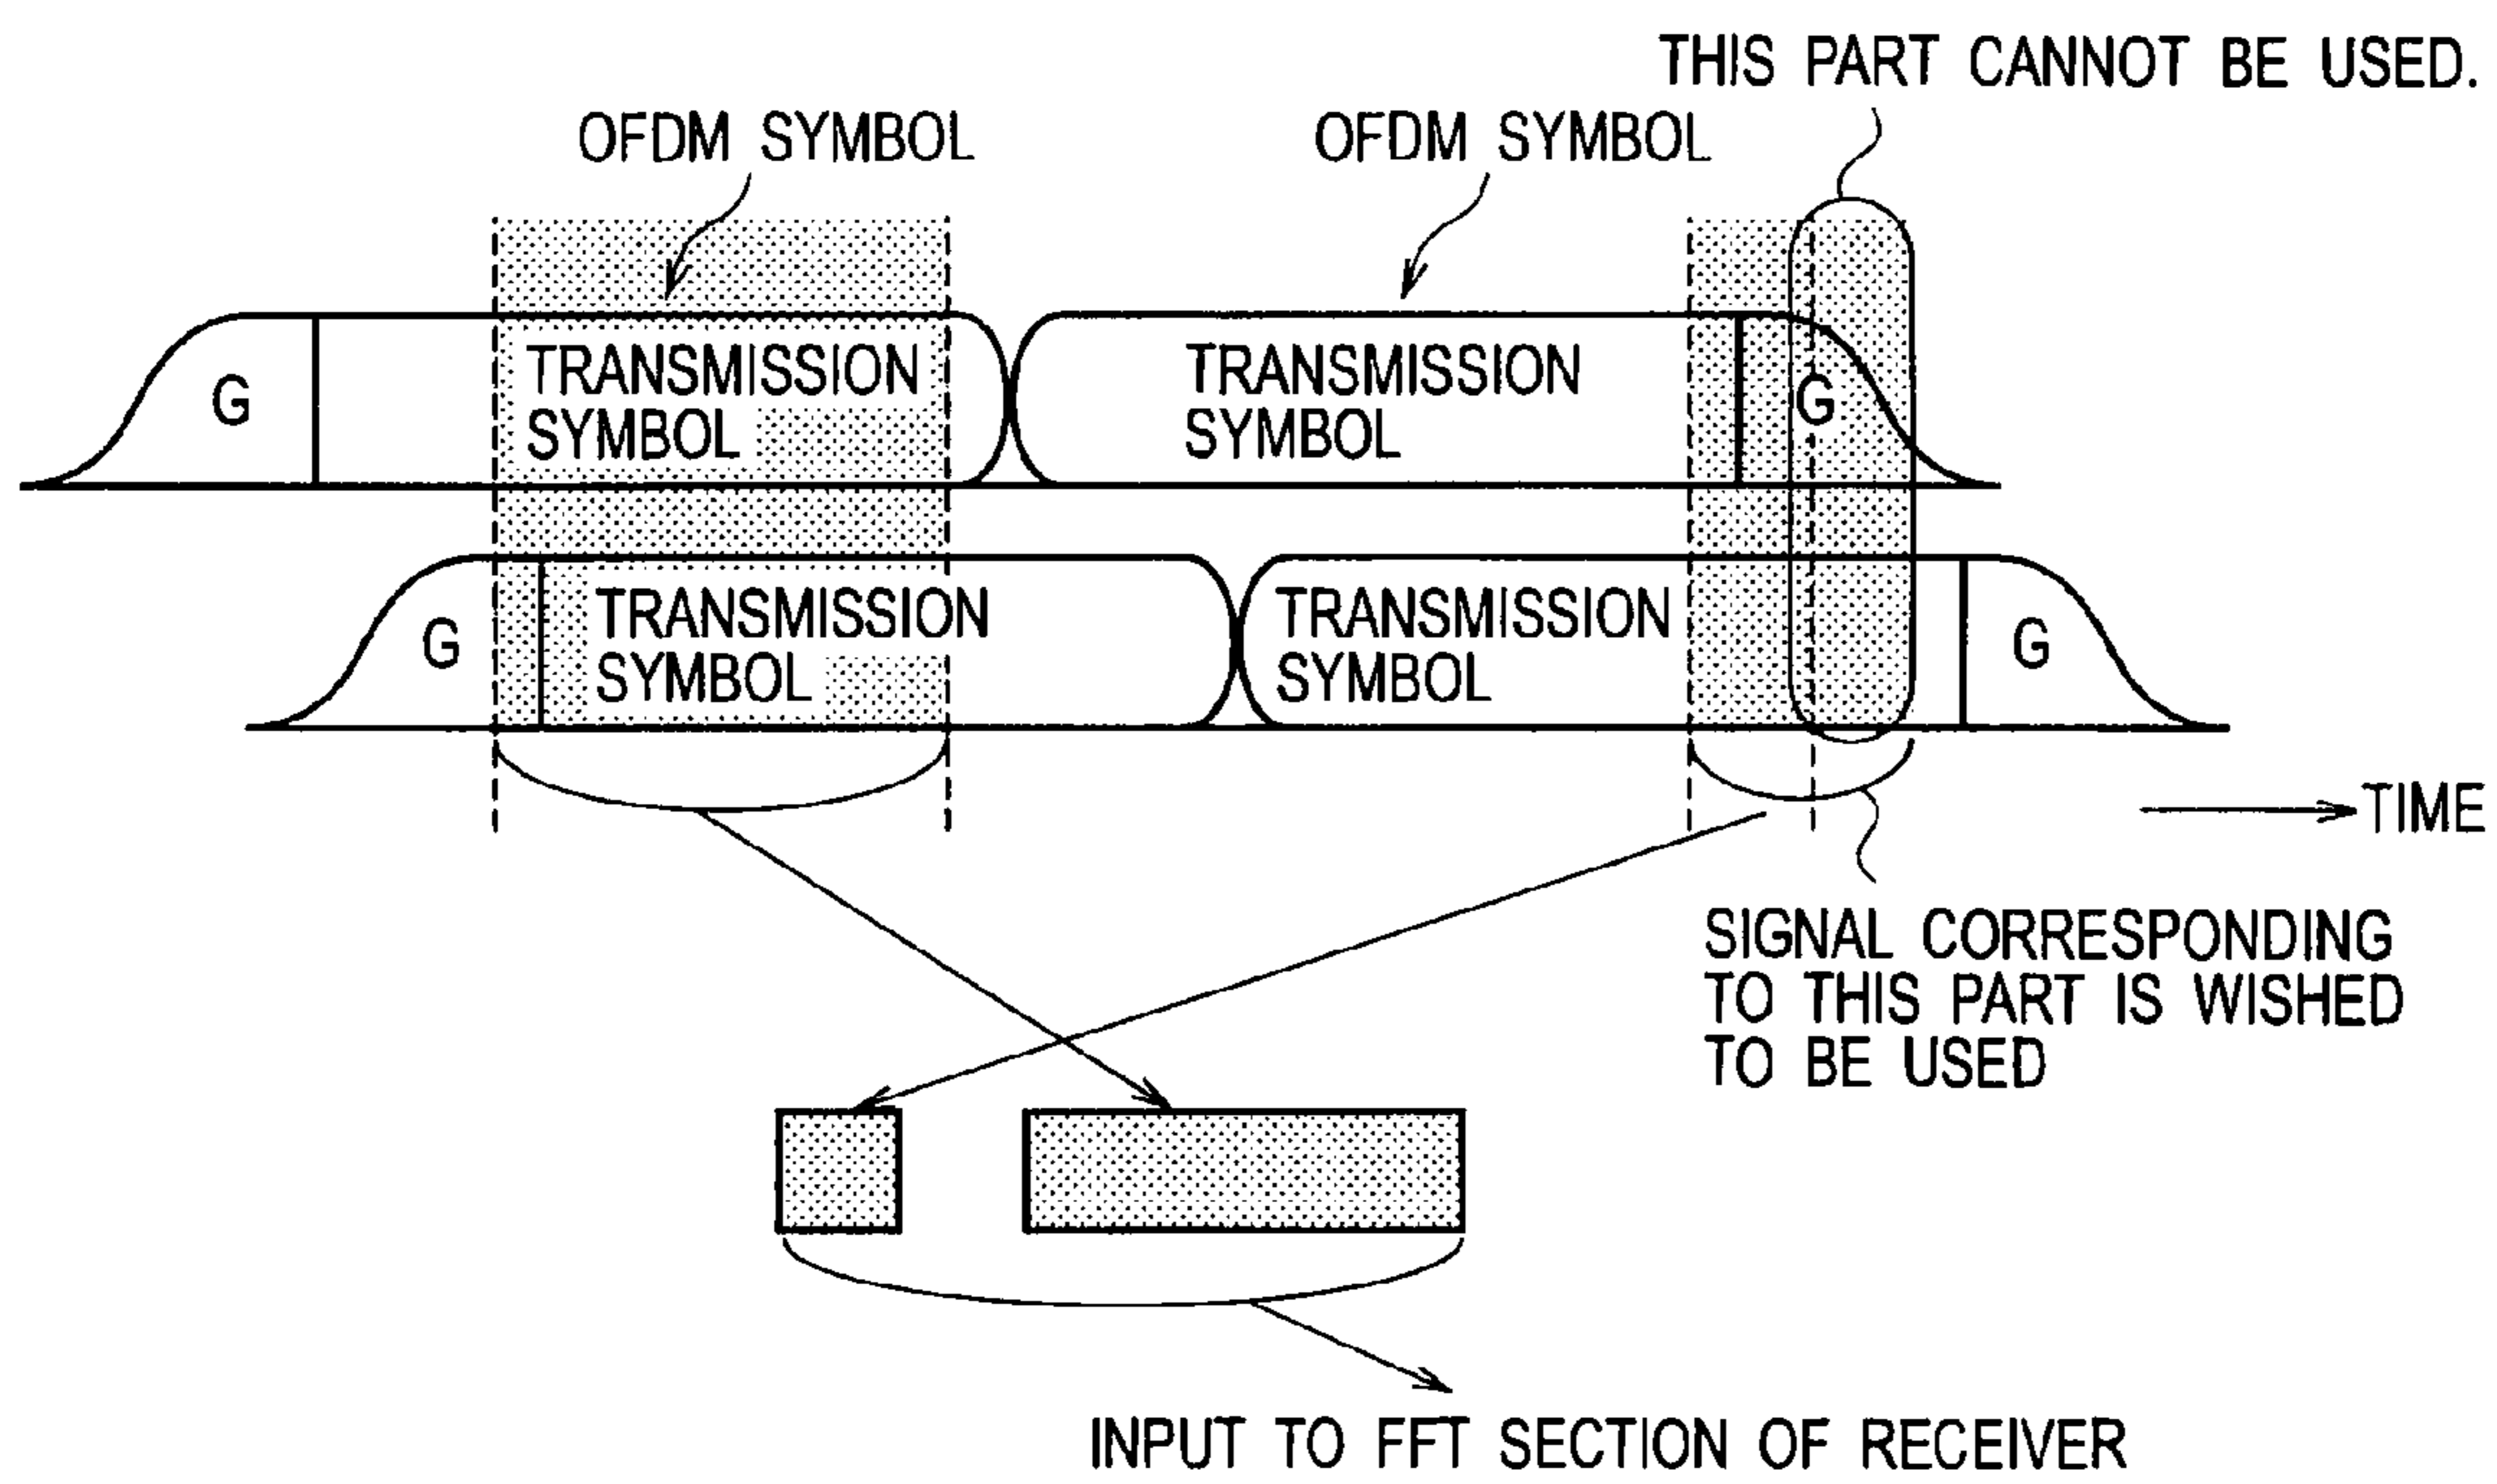 THIS PART CANNOT BE USED.
OFDM SYMBOL
OFDM SYMBOL
G
TRANSMISSION
SYMBOL
TRANSMISSION
SYMBOL
G
G
TRANSMISSION
SYMBOL
TRANSMISSION
SYMBOL
G
TIME
SIGNAL CORRESPONDING
TO THIS PART IS WISHED
TO BE USED
INPUT TO FFT SECTION OF RECEIVER